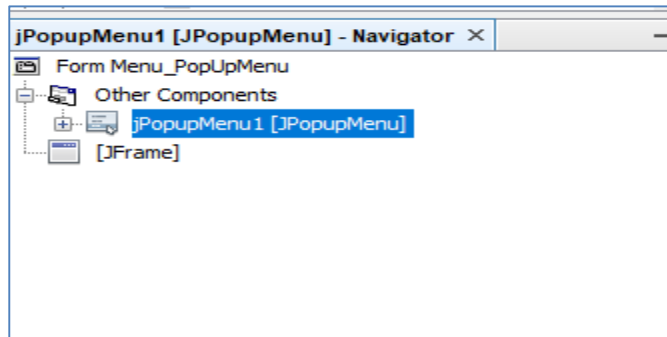 jPopupMenu1 [JPopupMenu] - Navigator
Form Menu_PopUpMenu
Other Components
jPopupMenu1 [JPopupMenu]
[JFrame]